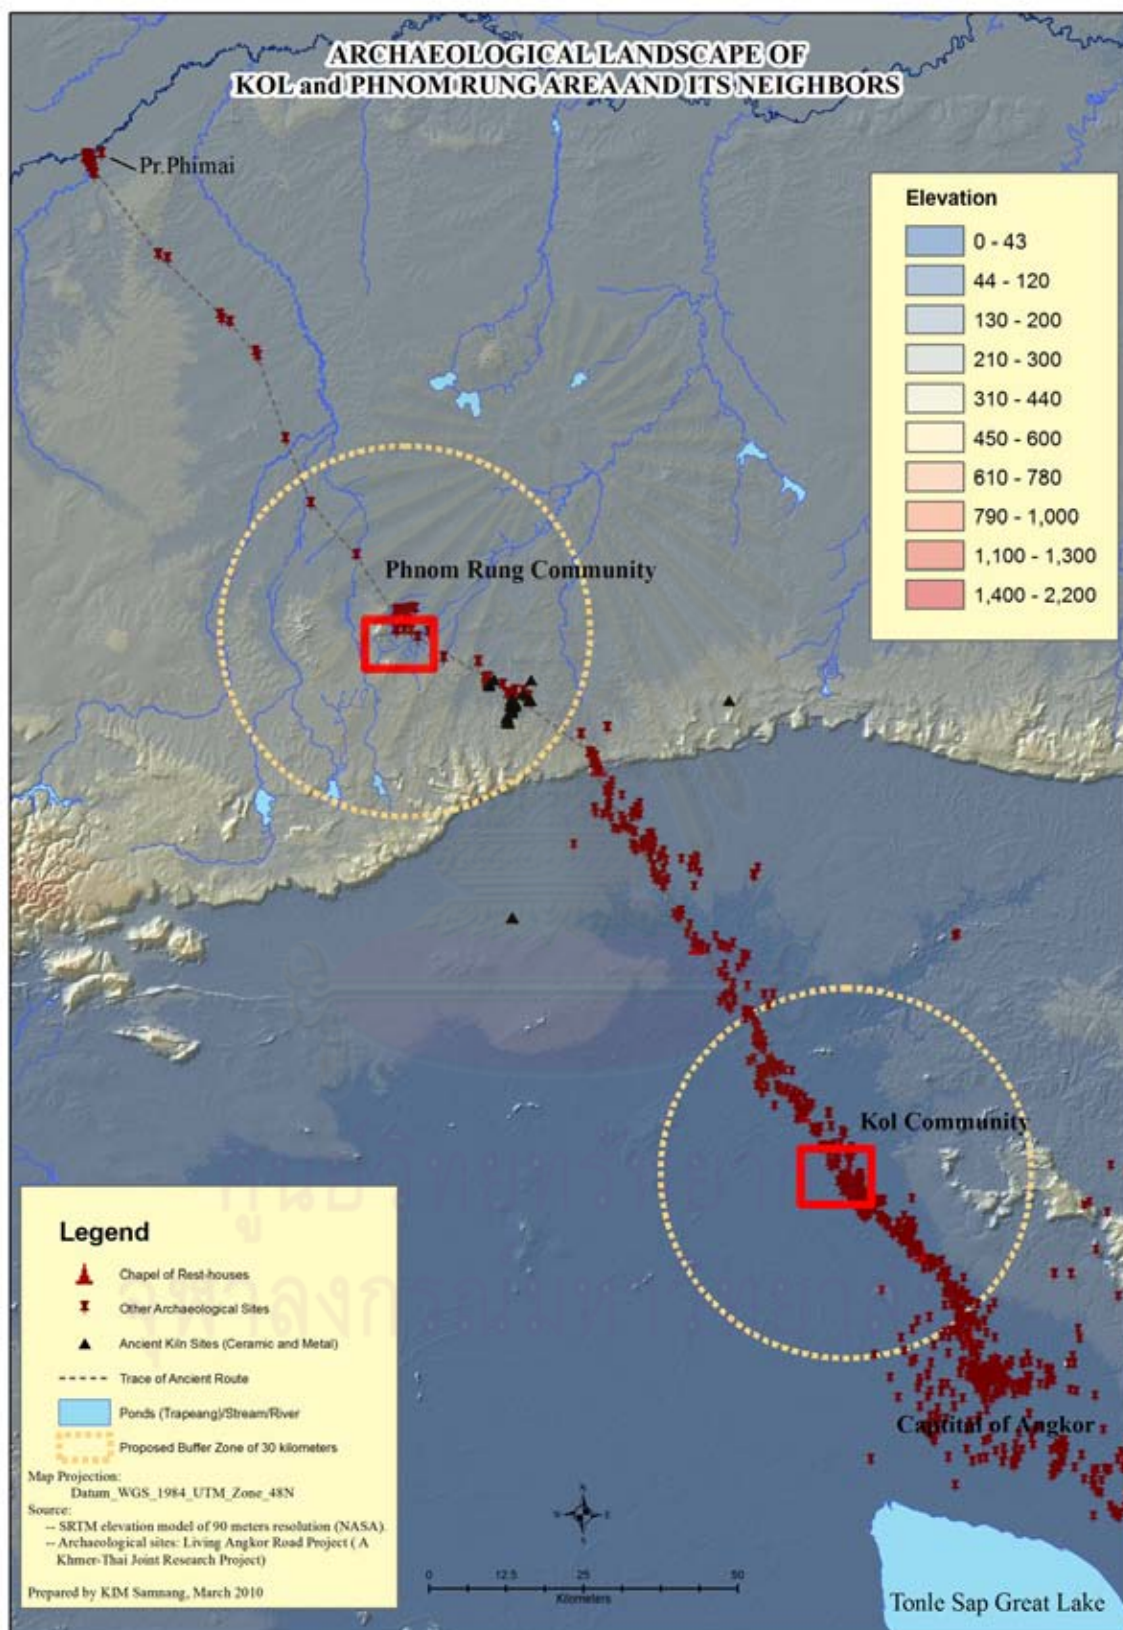 ARCHAEOLOGICAL LANDSCAPE OF
KOL and PHNOM RUNG AREA AND ITS NEIGHBORS
Pr.Phimai
Elevation
0 - 43
44 - 120
130 - 200
210 - 300
310 - 440
450 - 600
610 - 780
790 - 1,000
1,100 - 1,300
1,400 - 2,200
Phnom Rung Community
Kol Community
Captital of Angkor
Tonle Sap Great Lake
Legend
Chapel of Rest-houses
Other Archaeological Sites
Ancient Kiln Sites (Ceramic and Metal)
Trace of Ancient Route
Ponds (Trapeang)/Stream/River
Proposed Buffer Zone of 30 kilometers
Map Projection:
Datum_WGS_1984_UTM_Zone_48N
Source:
-- SRTM elevation model of 90 meters resolution (NASA).
-- Archaeological sites: Living Angkor Road Project ( A
Khmer-Thai Joint Research Project)
Prepared by KIM Samnang, March 2010
N
W
E
S
0 12.5 25 50
Kilometers